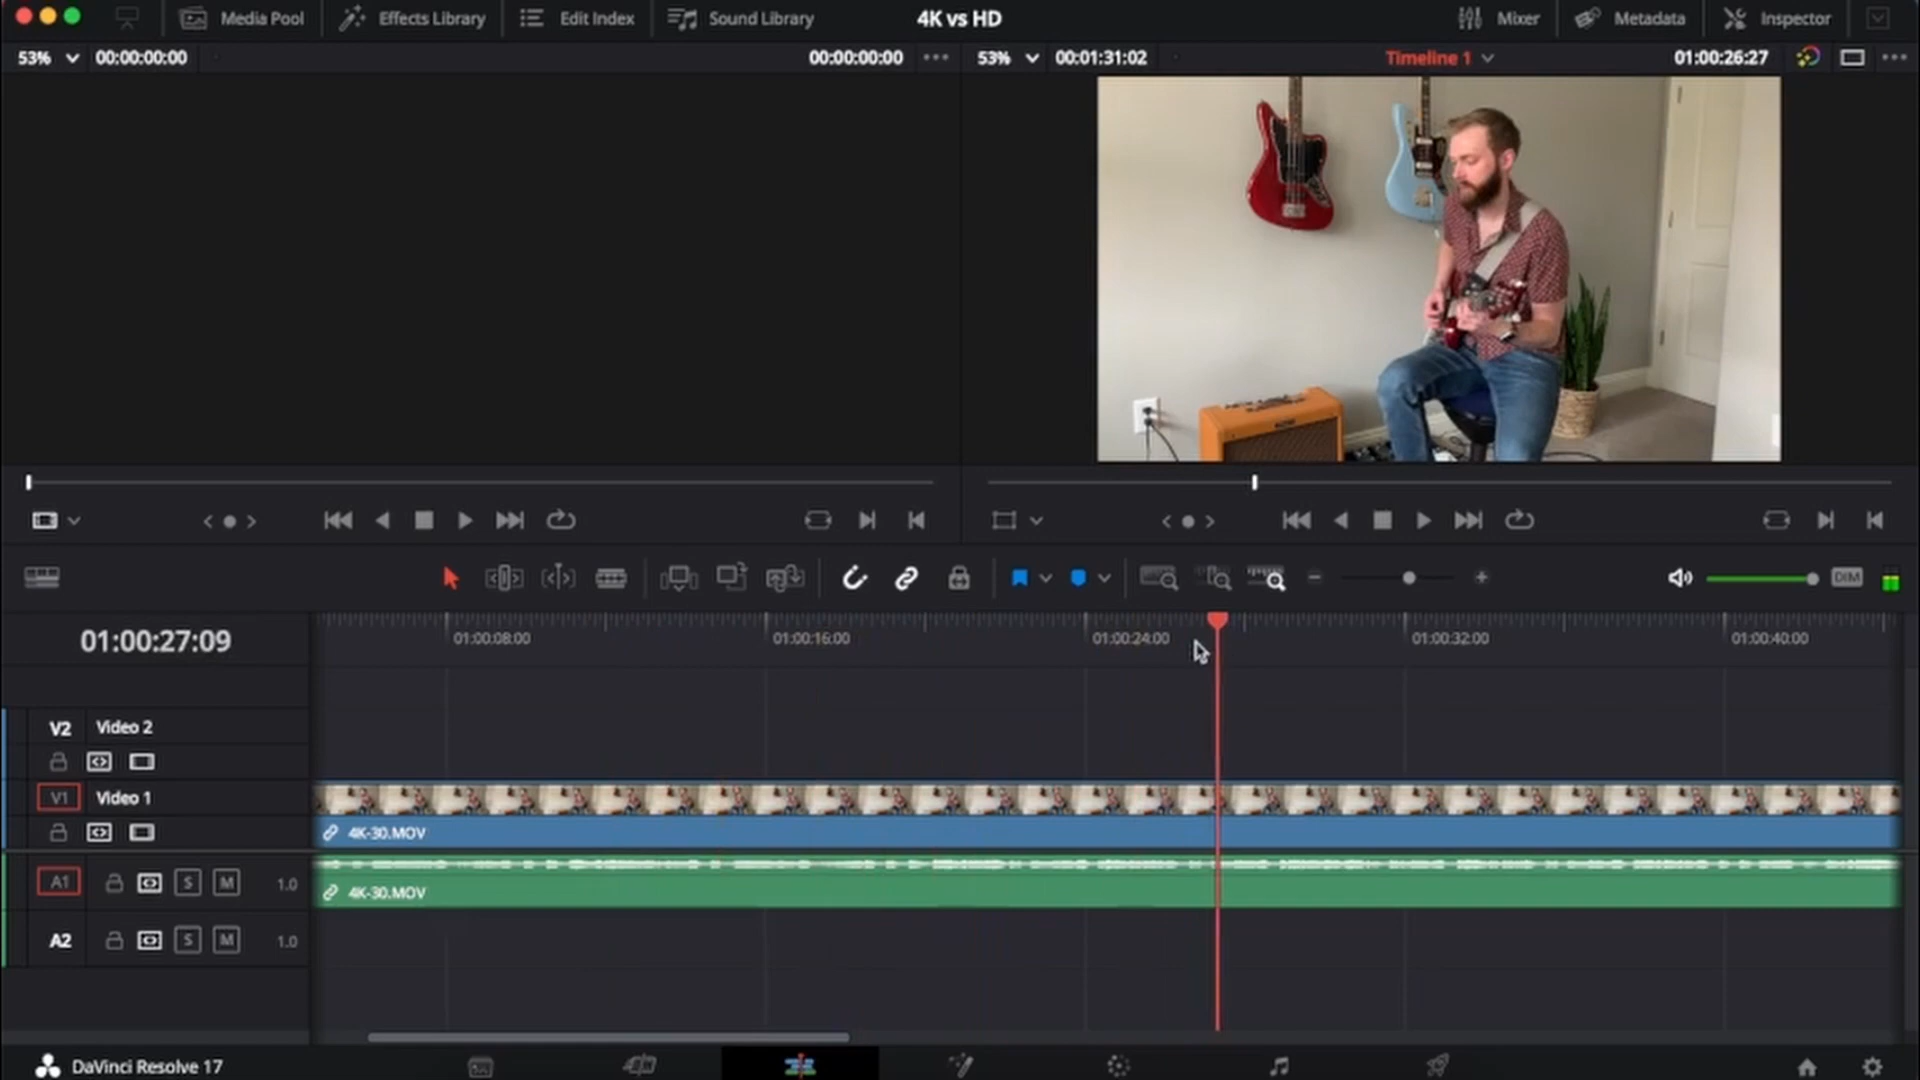 Media Pool Effects Library Edit Index Sound Library 4K vs HD Mixer Metadata Inspector
53% 00:00:00:00 00:00:00:00 53% 00:01:31:02 Timeline 1 01:00:26:27
DIM
01:00:27:09 01:00:08:00 01:00:16:00 01:00:24:00 01:00:32:00 01:00:40:00
V2 Video 2
V1 Video 1
4K-30.MOV
A1 S M 1.0
4K-30.MOV
A2 S M 1.0
DaVinci Resolve 17